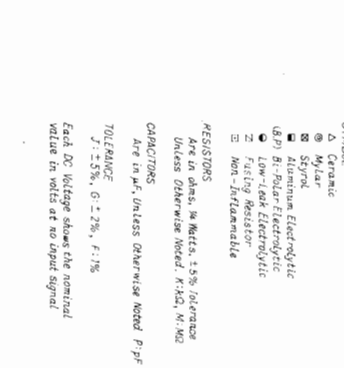 △ Ceramic
Mylar
Styrol
Aluminum Electrolytic
(B.P) Bi-Polar Electrolytic
Low-Leak Electrolytic
Fusing Resistor
Non-Inflammable
RESISTORS
Are in ohms, ¼ Watts, ±5% Tolerance
Unless Otherwise Noted. K:kΩ, M:MΩ
CAPACITORS
Are in μF, Unless Otherwise Noted P:pF
TOLERANCE
J:±5%, G:±2%, F:1%
Each DC Voltage shows the nominal
value in volts at no input signal